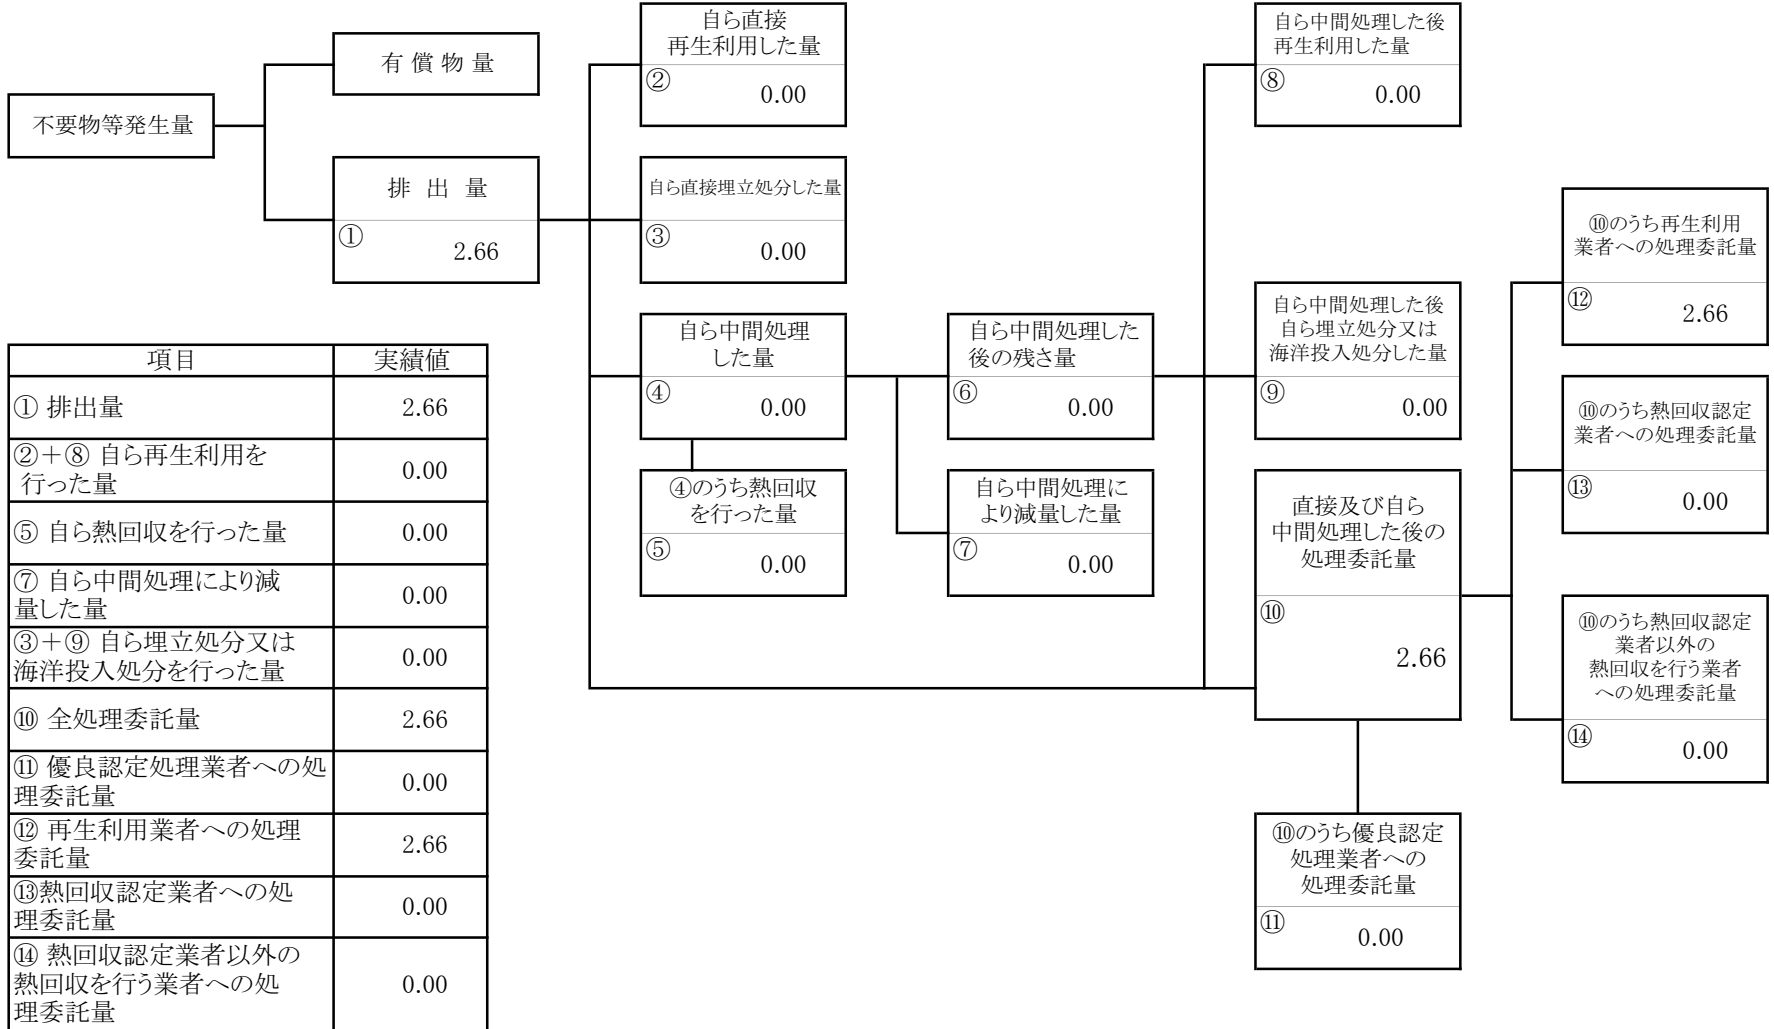 不要物等発生量
有償物量
排出量
①
2.66
自ら直接
再生利用した量
②
0.00
自ら直接埋立処分した量
③
0.00
自ら中間処理
した量
④
0.00
④のうち熱回収
を行った量
⑤
0.00
自ら中間処理した
後の残さ量
⑥
0.00
自ら中間処理に
より減量した量
⑦
0.00
自ら中間処理した後
再生利用した量
⑧
0.00
自ら中間処理した後
自ら埋立処分又は
海洋投入処分した量
⑨
0.00
直接及び自ら
中間処理した後の
処理委託量
⑩
2.66
⑩のうち優良認定
処理業者への
処理委託量
⑪
0.00
⑩のうち再生利用
業者への処理委託量
⑫
2.66
⑩のうち熱回収認定
業者への処理委託量
⑬
0.00
⑩のうち熱回収認定
業者以外の
熱回収を行う業者
への処理委託量
⑭
0.00
項目 実績値
① 排出量 2.66
②＋⑧ 自ら再生利用を
行った量 0.00
⑤ 自ら熱回収を行った量 0.00
⑦ 自ら中間処理により減
量した量 0.00
③＋⑨ 自ら埋立処分又は
海洋投入処分を行った量 0.00
⑩ 全処理委託量 2.66
⑪ 優良認定処理業者への処
理委託量 0.00
⑫ 再生利用業者への処理
委託量 2.66
⑬熱回収認定業者への処
理委託量 0.00
⑭ 熱回収認定業者以外の
熱回収を行う業者への処
理委託量 0.00